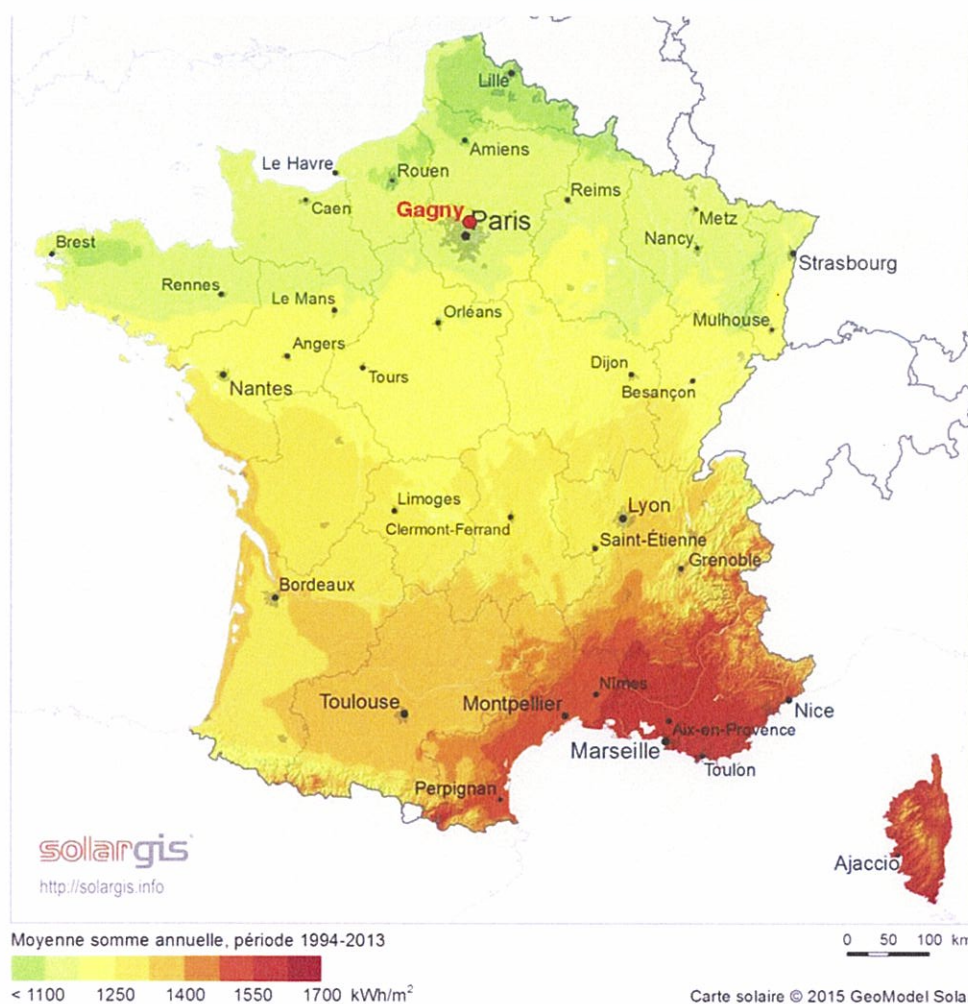 Lille
Amiens
Le Havre
Rouen
Reims
Caen
Gagny
Paris
Metz
Nancy
Brest
Strasbourg
Rennes
Le Mans
Orléans
Mulhouse
Angers
Dijon
Nantes
Tours
Besançon
Limoges
Lyon
Clermont-Ferrand
Saint-Étienne
Grenoble
Bordeaux
Nîmes
Toulouse
Montpellier
Nice
Aix-en-Provence
Marseille
Toulon
Perpignan
solargis
http://solargis.info
Ajaccio
Moyenne somme annuelle, période 1994-2013
0 50 100 km
< 1100 1250 1400 1550 1700 kWh/m²
Carte solaire © 2015 GeoModel Sola